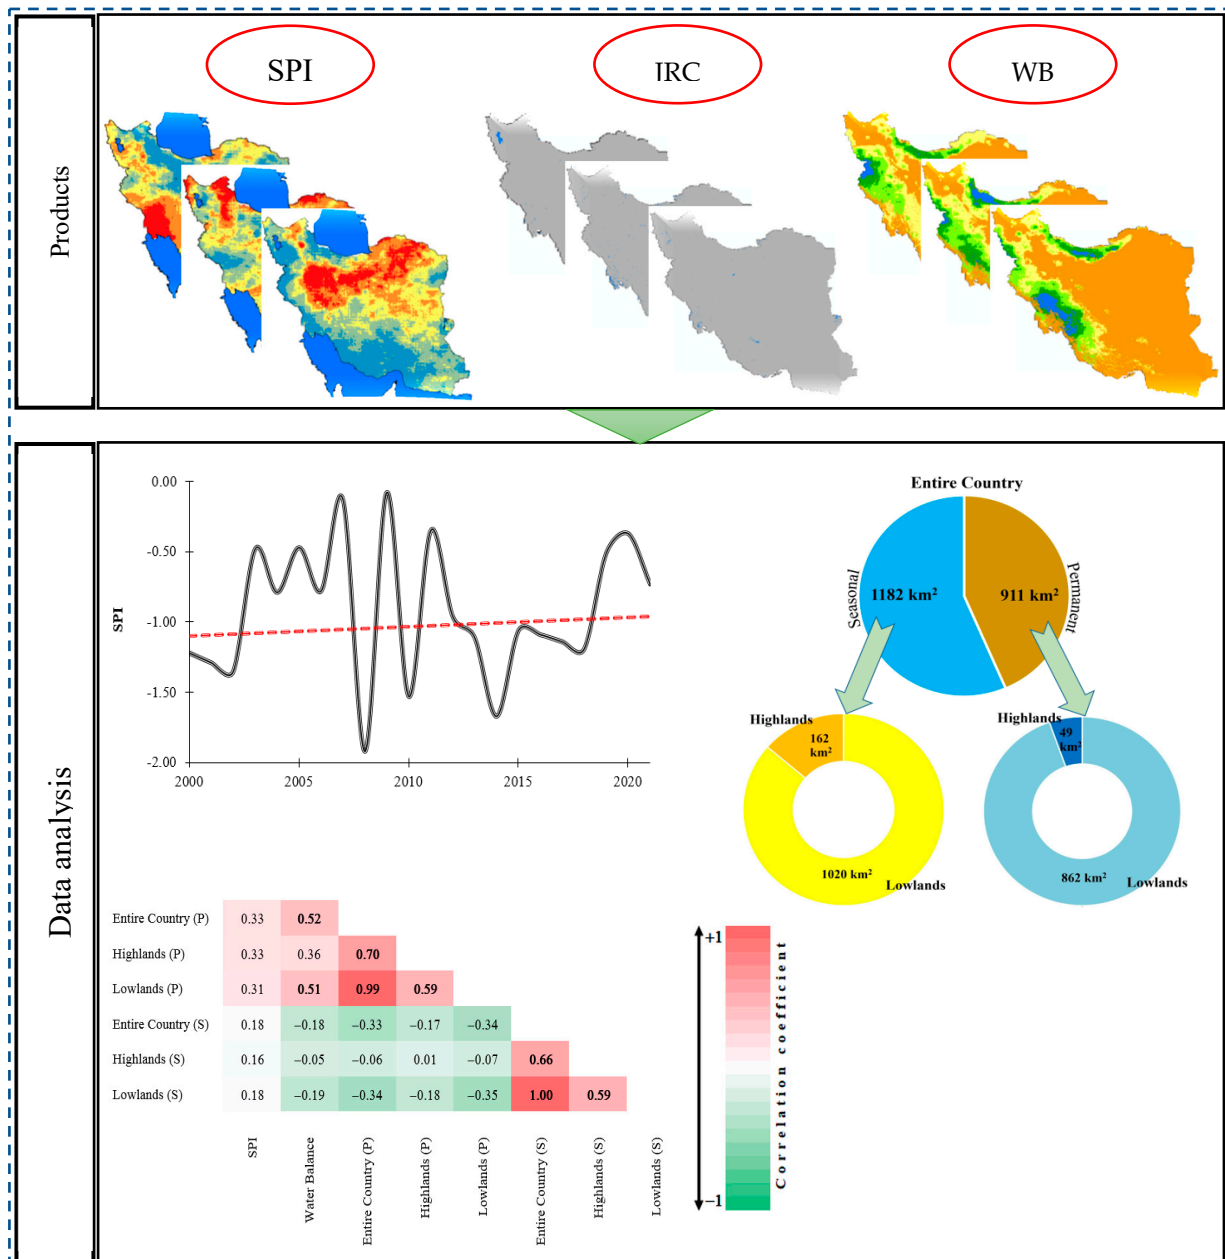 Products
SPI
IRC
WB
Data analysis
SPI
0.00
-0.50
-1.00
-1.50
-2.00
2000
2005
2010
2015
2020
Entire Country
Seasonal
1182 km²
911 km²
Permanent
Highlands
162
km²
1020 km²
Lowlands
Highlands
49
km²
862 km²
Lowlands
Entire Country (P) 0.33 0.52
Highlands (P) 0.33 0.36 0.70
Lowlands (P) 0.31 0.51 0.99 0.59
Entire Country (S) 0.18 −0.18 −0.33 −0.17 −0.34
Highlands (S) 0.16 −0.05 −0.06 0.01 −0.07 0.66
Lowlands (S) 0.18 −0.19 −0.34 −0.18 −0.35 1.00 0.59
SPI
Water Balance
Entire Country (P)
Highlands (P)
Lowlands (P)
Entire Country (S)
Highlands (S)
Lowlands (S)
+1
−1
Correlation coefficient